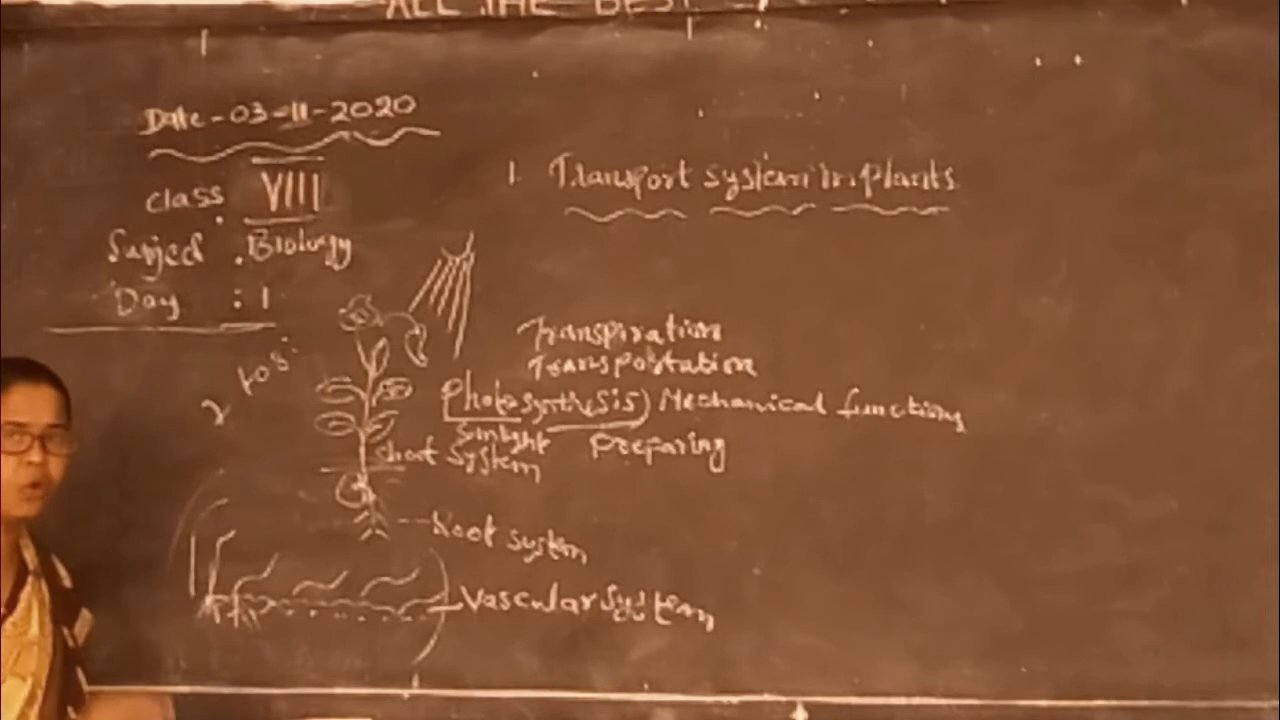 ALL THE BEST
Date-03-11-2020
class VIII
Subject : Biology
Day : 1
1. Transport system in plants
Transpiration
Transportation
Photosynthesis) Mechanical functions
Sunlight preparing
Shoot system
Root system
Vascular system